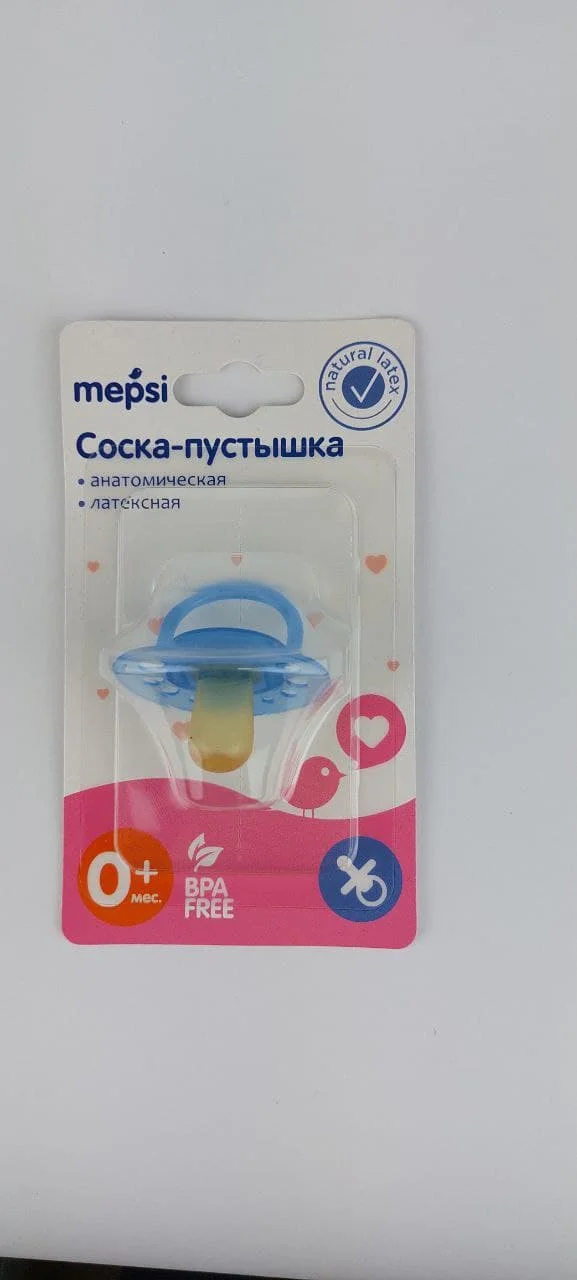 mepsi
natural latex
Соска-пустышка
• анатомическая
• латексная
0+
мес.
BPA
FREE